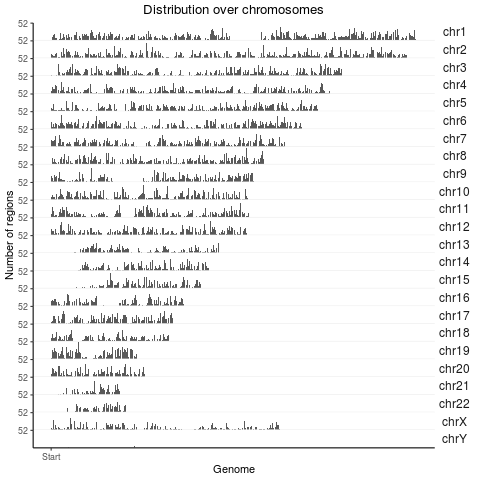 Distribution over chromosomes
52
chr1
52
chr2
52
chr3
52
chr4
52
chr5
52
chr6
52
chr7
52
chr8
52
chr9
52
chr10
52
chr11
52
chr12
52
chr13
52
chr14
52
chr15
52
chr16
52
chr17
52
chr18
52
chr19
52
chr20
52
chr21
52
chr22
52
chrX
52
chrY
Number of regions
Start
Genome